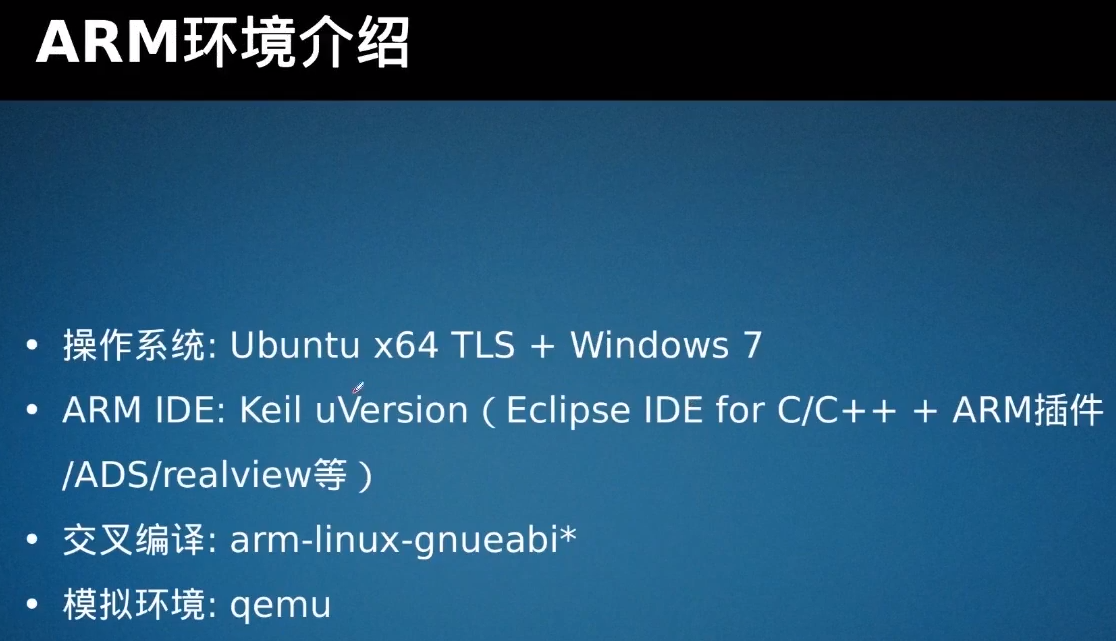 ARM环境介绍
• 操作系统: Ubuntu x64 TLS + Windows 7
• ARM IDE: Keil uVersion（Eclipse IDE for C/C++ + ARM插件
/ADS/realview等）
• 交叉编译: arm-linux-gnueabi*
• 模拟环境: qemu